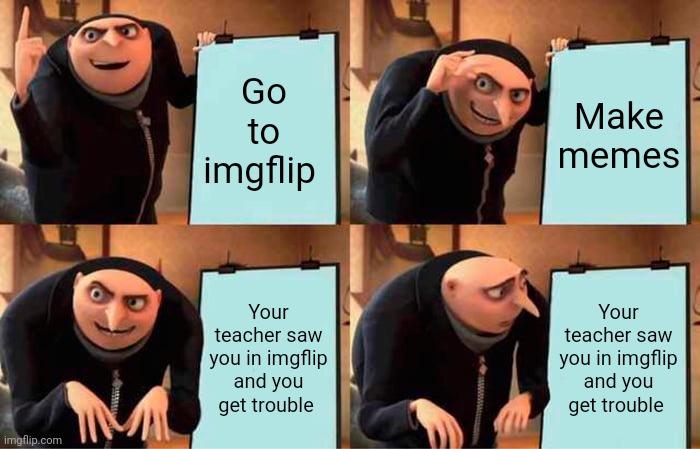 Go
to
imgflip
Make
memes
Your
teacher saw
you in imgflip
and you
get trouble
Your
teacher saw
you in imgflip
and you
get trouble
imgflip.com